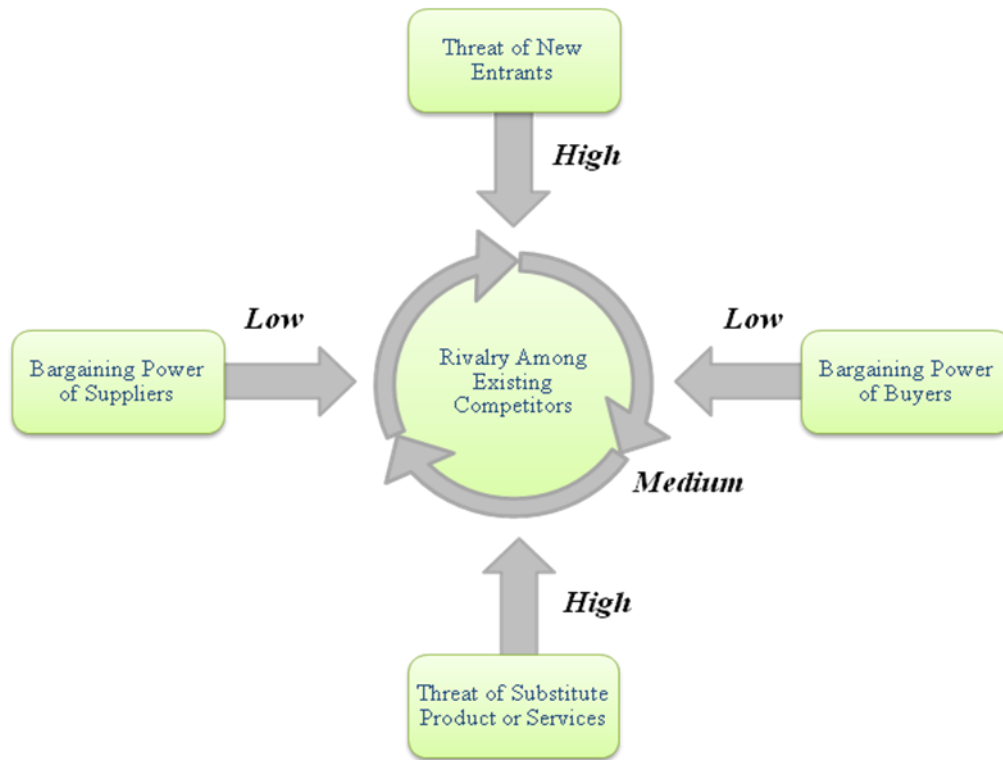 Threat of New
Entrants
High
Low
Low
Bargaining Power
of Suppliers
Rivalry Among
Existing
Competitors
Bargaining Power
of Buyers
Medium
High
Threat of Substitute
Product or Services